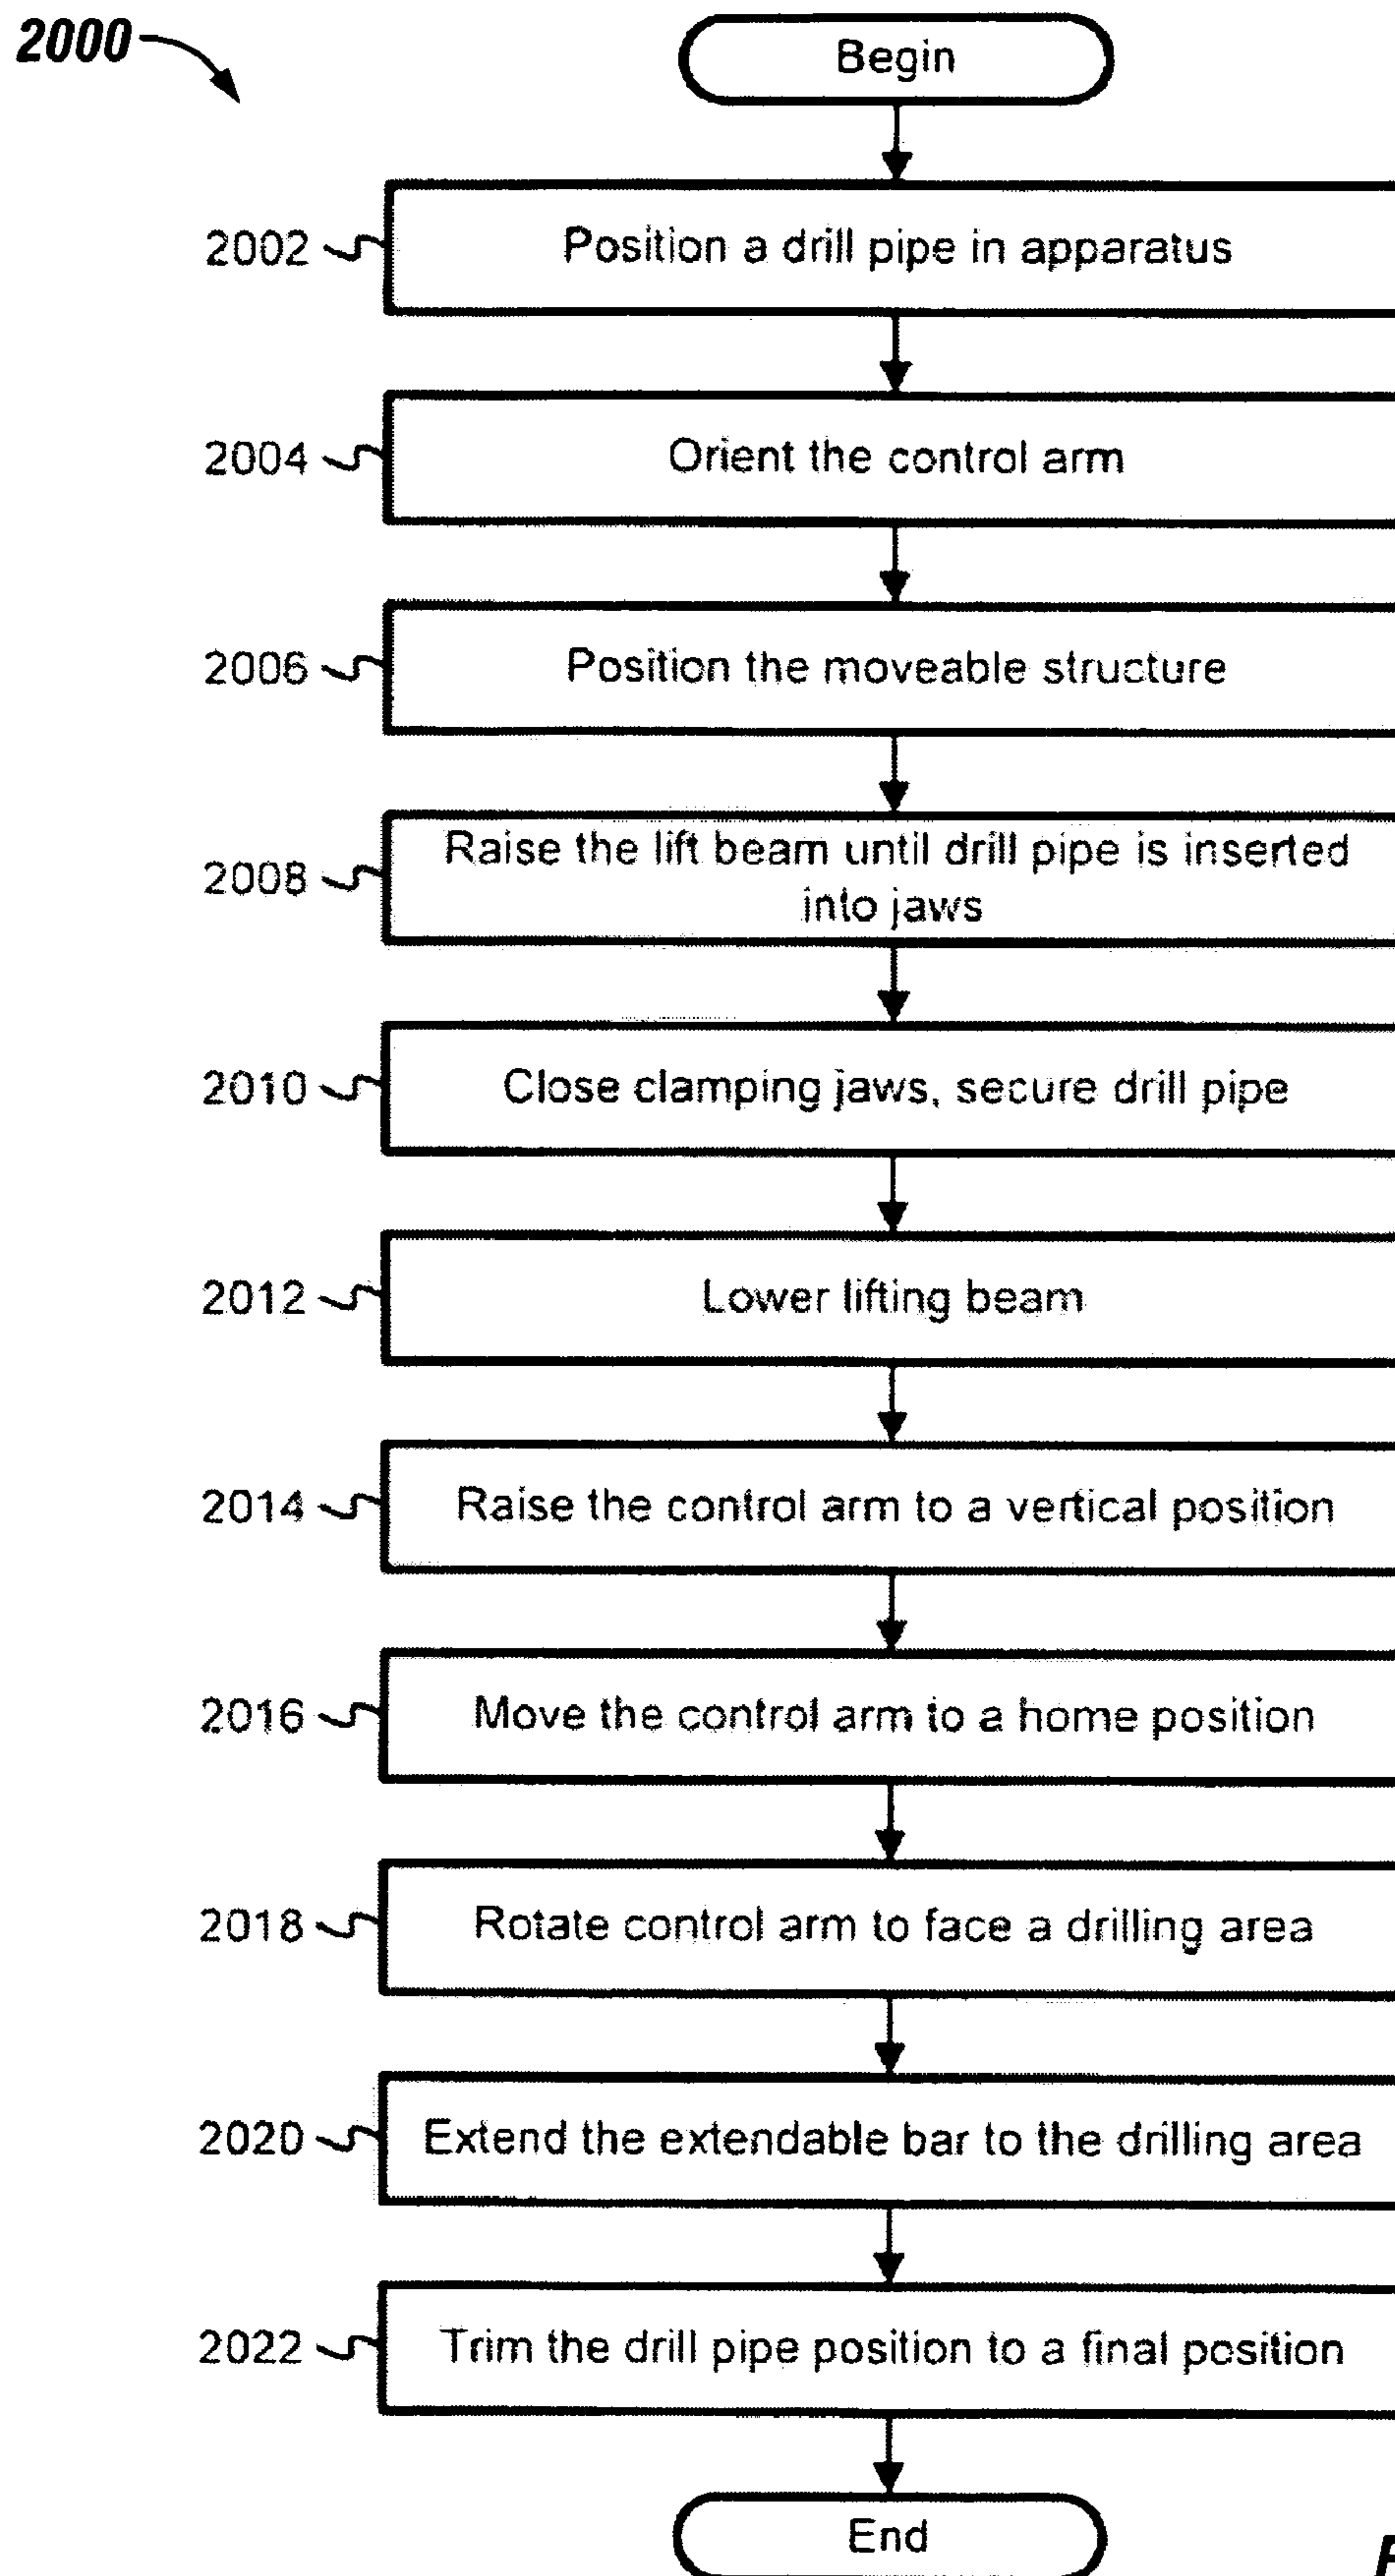 2000
Begin
2002
Position a drill pipe in apparatus
2004
Orient the control arm
2006
Position the moveable structure
2008
Raise the lift beam until drill pipe is inserted
into jaws
2010
Close clamping jaws, secure drill pipe
2012
Lower lifting beam
2014
Raise the control arm to a vertical position
2016
Move the control arm to a home position
2018
Rotate control arm to face a drilling area
2020
Extend the extendable bar to the drilling area
2022
Trim the drill pipe position to a final position
End